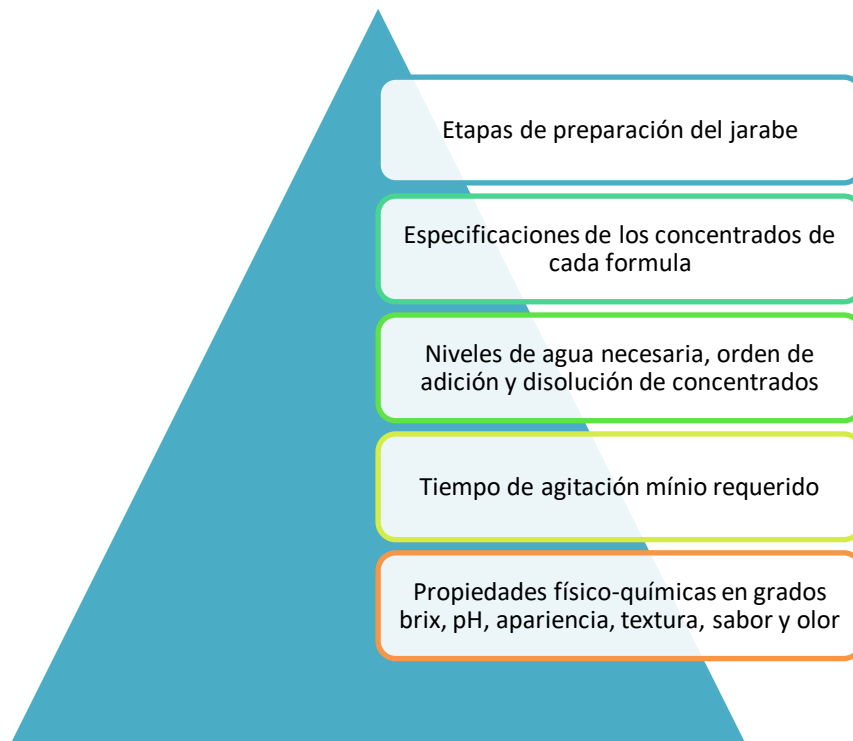 Etapas de preparación del jarabe
Especificaciones de los concentrados de
cada formula
Niveles de agua necesaria, orden de
adición y disolución de concentrados
Tiempo de agitación mínio requerido
Propiedades físico-químicas en grados
brix, pH, apariencia, textura, sabor y olor